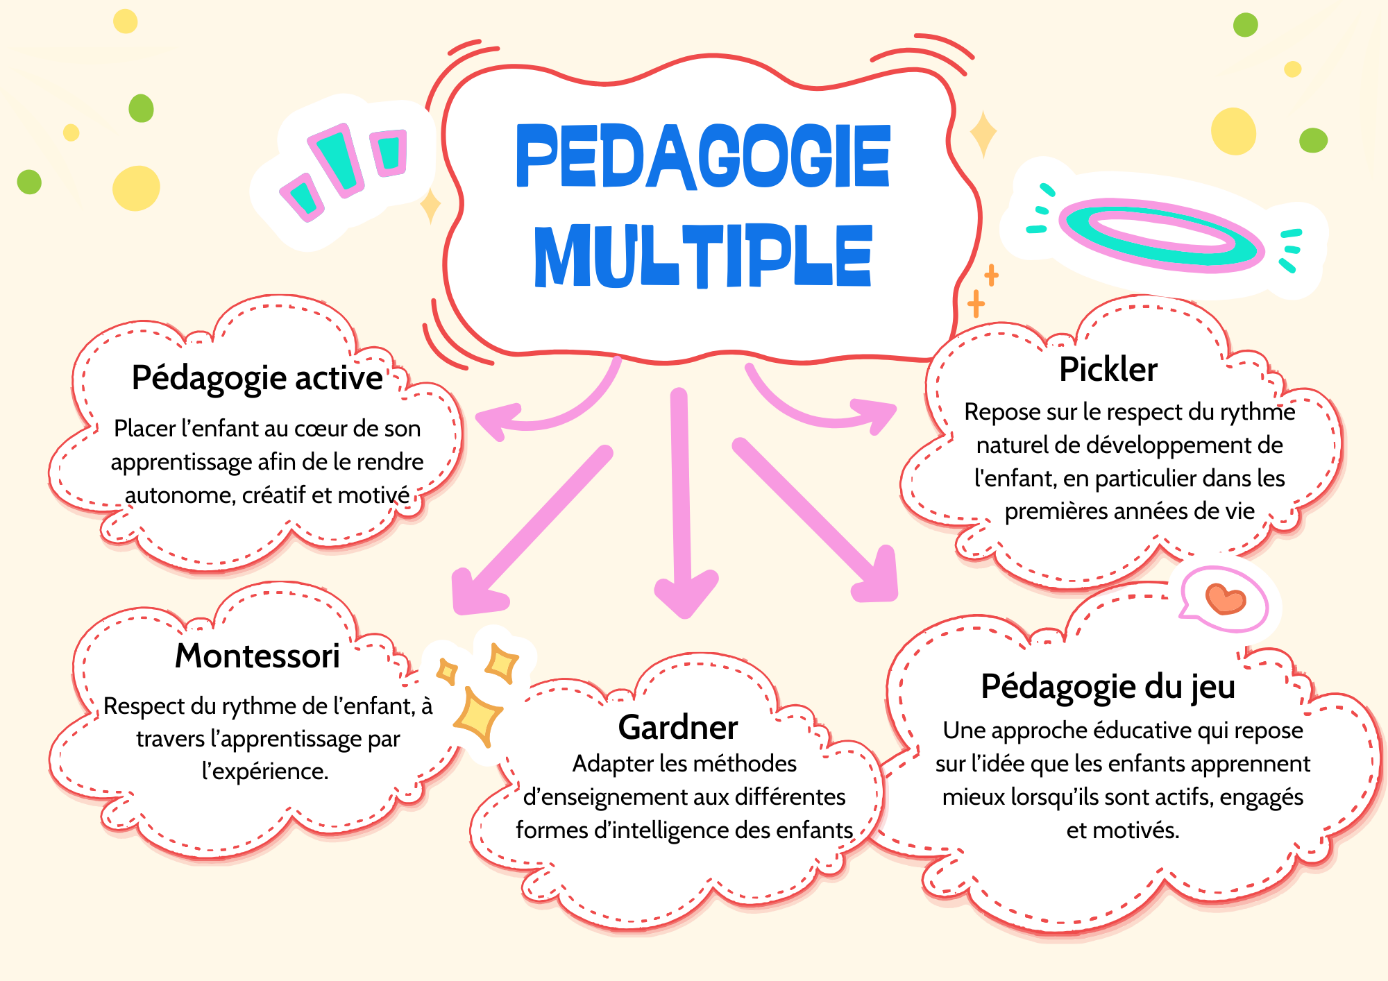 PEDAGOGIE
MULTIPLE
Pédagogie active
Placer l’enfant au cœur de son
apprentissage afin de le rendre
autonome, créatif et motivé
Pickler
Repose sur le respect du rythme
naturel de développement de
l'enfant, en particulier dans les
premières années de vie
Montessori
Respect du rythme de l’enfant, à
travers l’apprentissage par
l’expérience.
Gardner
Adapter les méthodes
d’enseignement aux différentes
formes d’intelligence des enfants
Pédagogie du jeu
Une approche éducative qui repose
sur l’idée que les enfants apprennent
mieux lorsqu’ils sont actifs, engagés
et motivés.